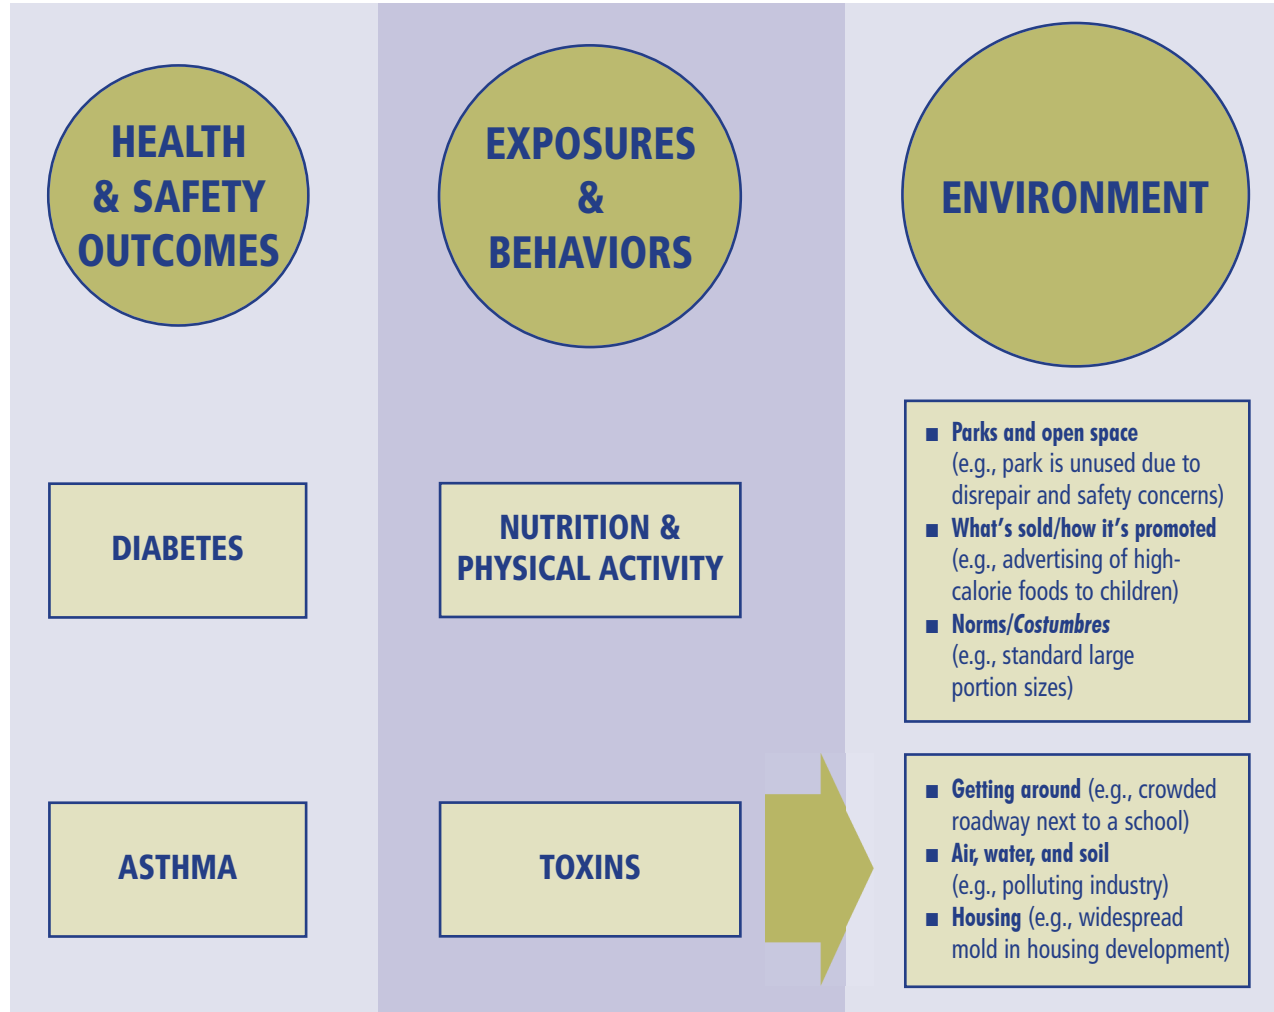 HEALTH
& SAFETY
OUTCOMES
EXPOSURES
&
BEHAVIORS
ENVIRONMENT
DIABETES
NUTRITION &
PHYSICAL ACTIVITY
■ Parks and open space
(e.g., park is unused due to
disrepair and safety concerns)
■ What's sold/how it's promoted
(e.g., advertising of high-
calorie foods to children)
■ Norms/Costumbres
(e.g., standard large
portion sizes)
ASTHMA
TOXINS
■ Getting around (e.g., crowded
roadway next to a school)
■ Air, water, and soil
(e.g., polluting industry)
■ Housing (e.g., widespread
mold in housing development)